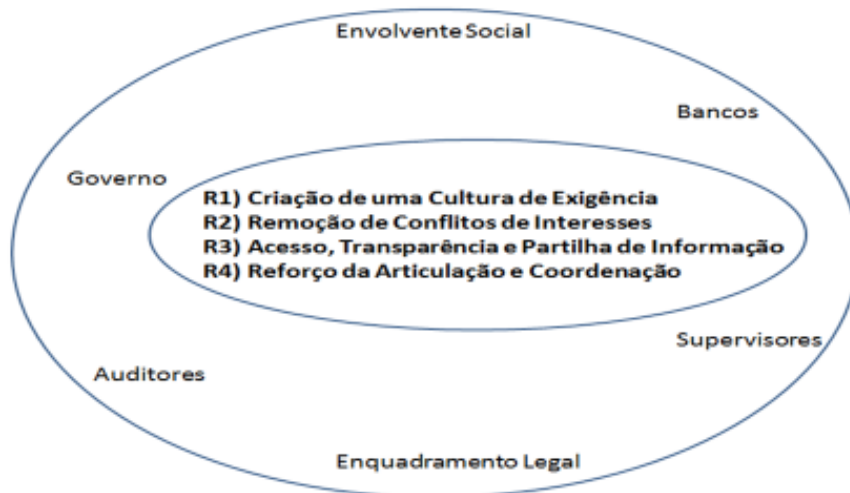 Envolvente Social
Bancos
Governo
R1) Criação de uma Cultura de Exigência
R2) Remoção de Conflitos de Interesses
R3) Acesso, Transparência e Partilha de Informação
R4) Reforço da Articulação e Coordenação
Supervisores
Auditores
Enquadramento Legal